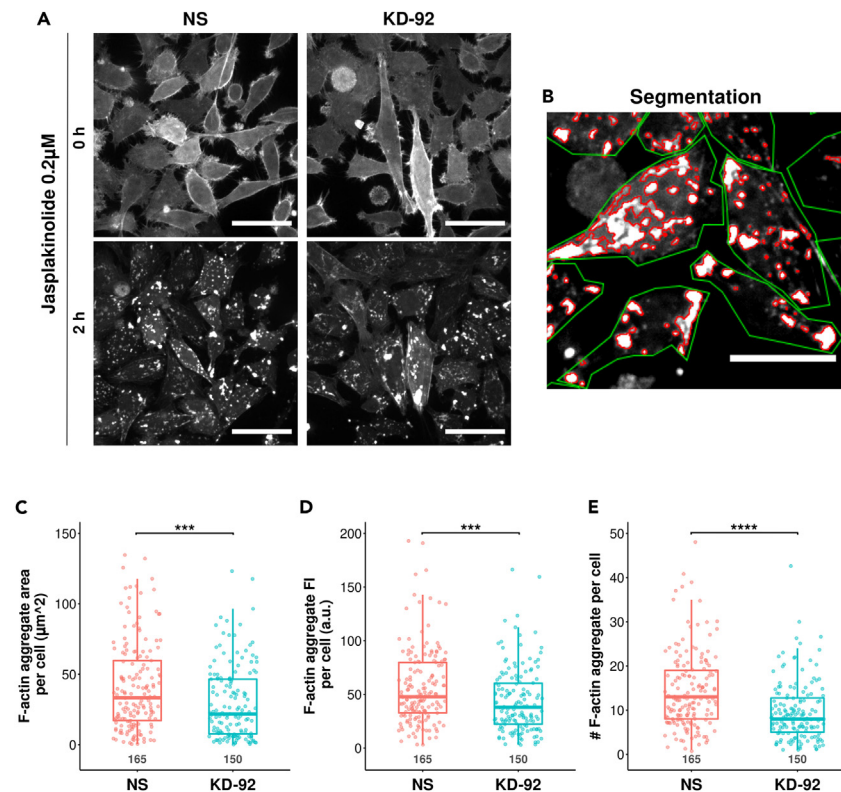 A
NS
KD-92
Jasplakinolide 0.2µM
0 h
2 h
B
Segmentation
C
***
F-actin aggregate area
per cell (µm^2)
150
100
50
0
165
150
NS
KD-92
D
***
F-actin aggregate FI
per cell (a.u.)
200
150
100
50
0
165
150
NS
KD-92
E
****
# F-actin aggregate per cell
50
40
30
20
10
0
165
150
NS
KD-92